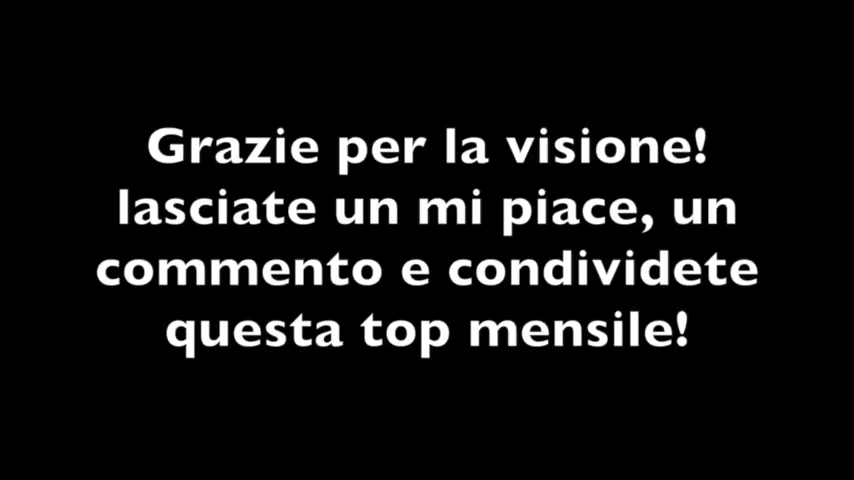 Grazie per la visione!
lasciate un mi piace, un
commento e condividete
questa top mensile!